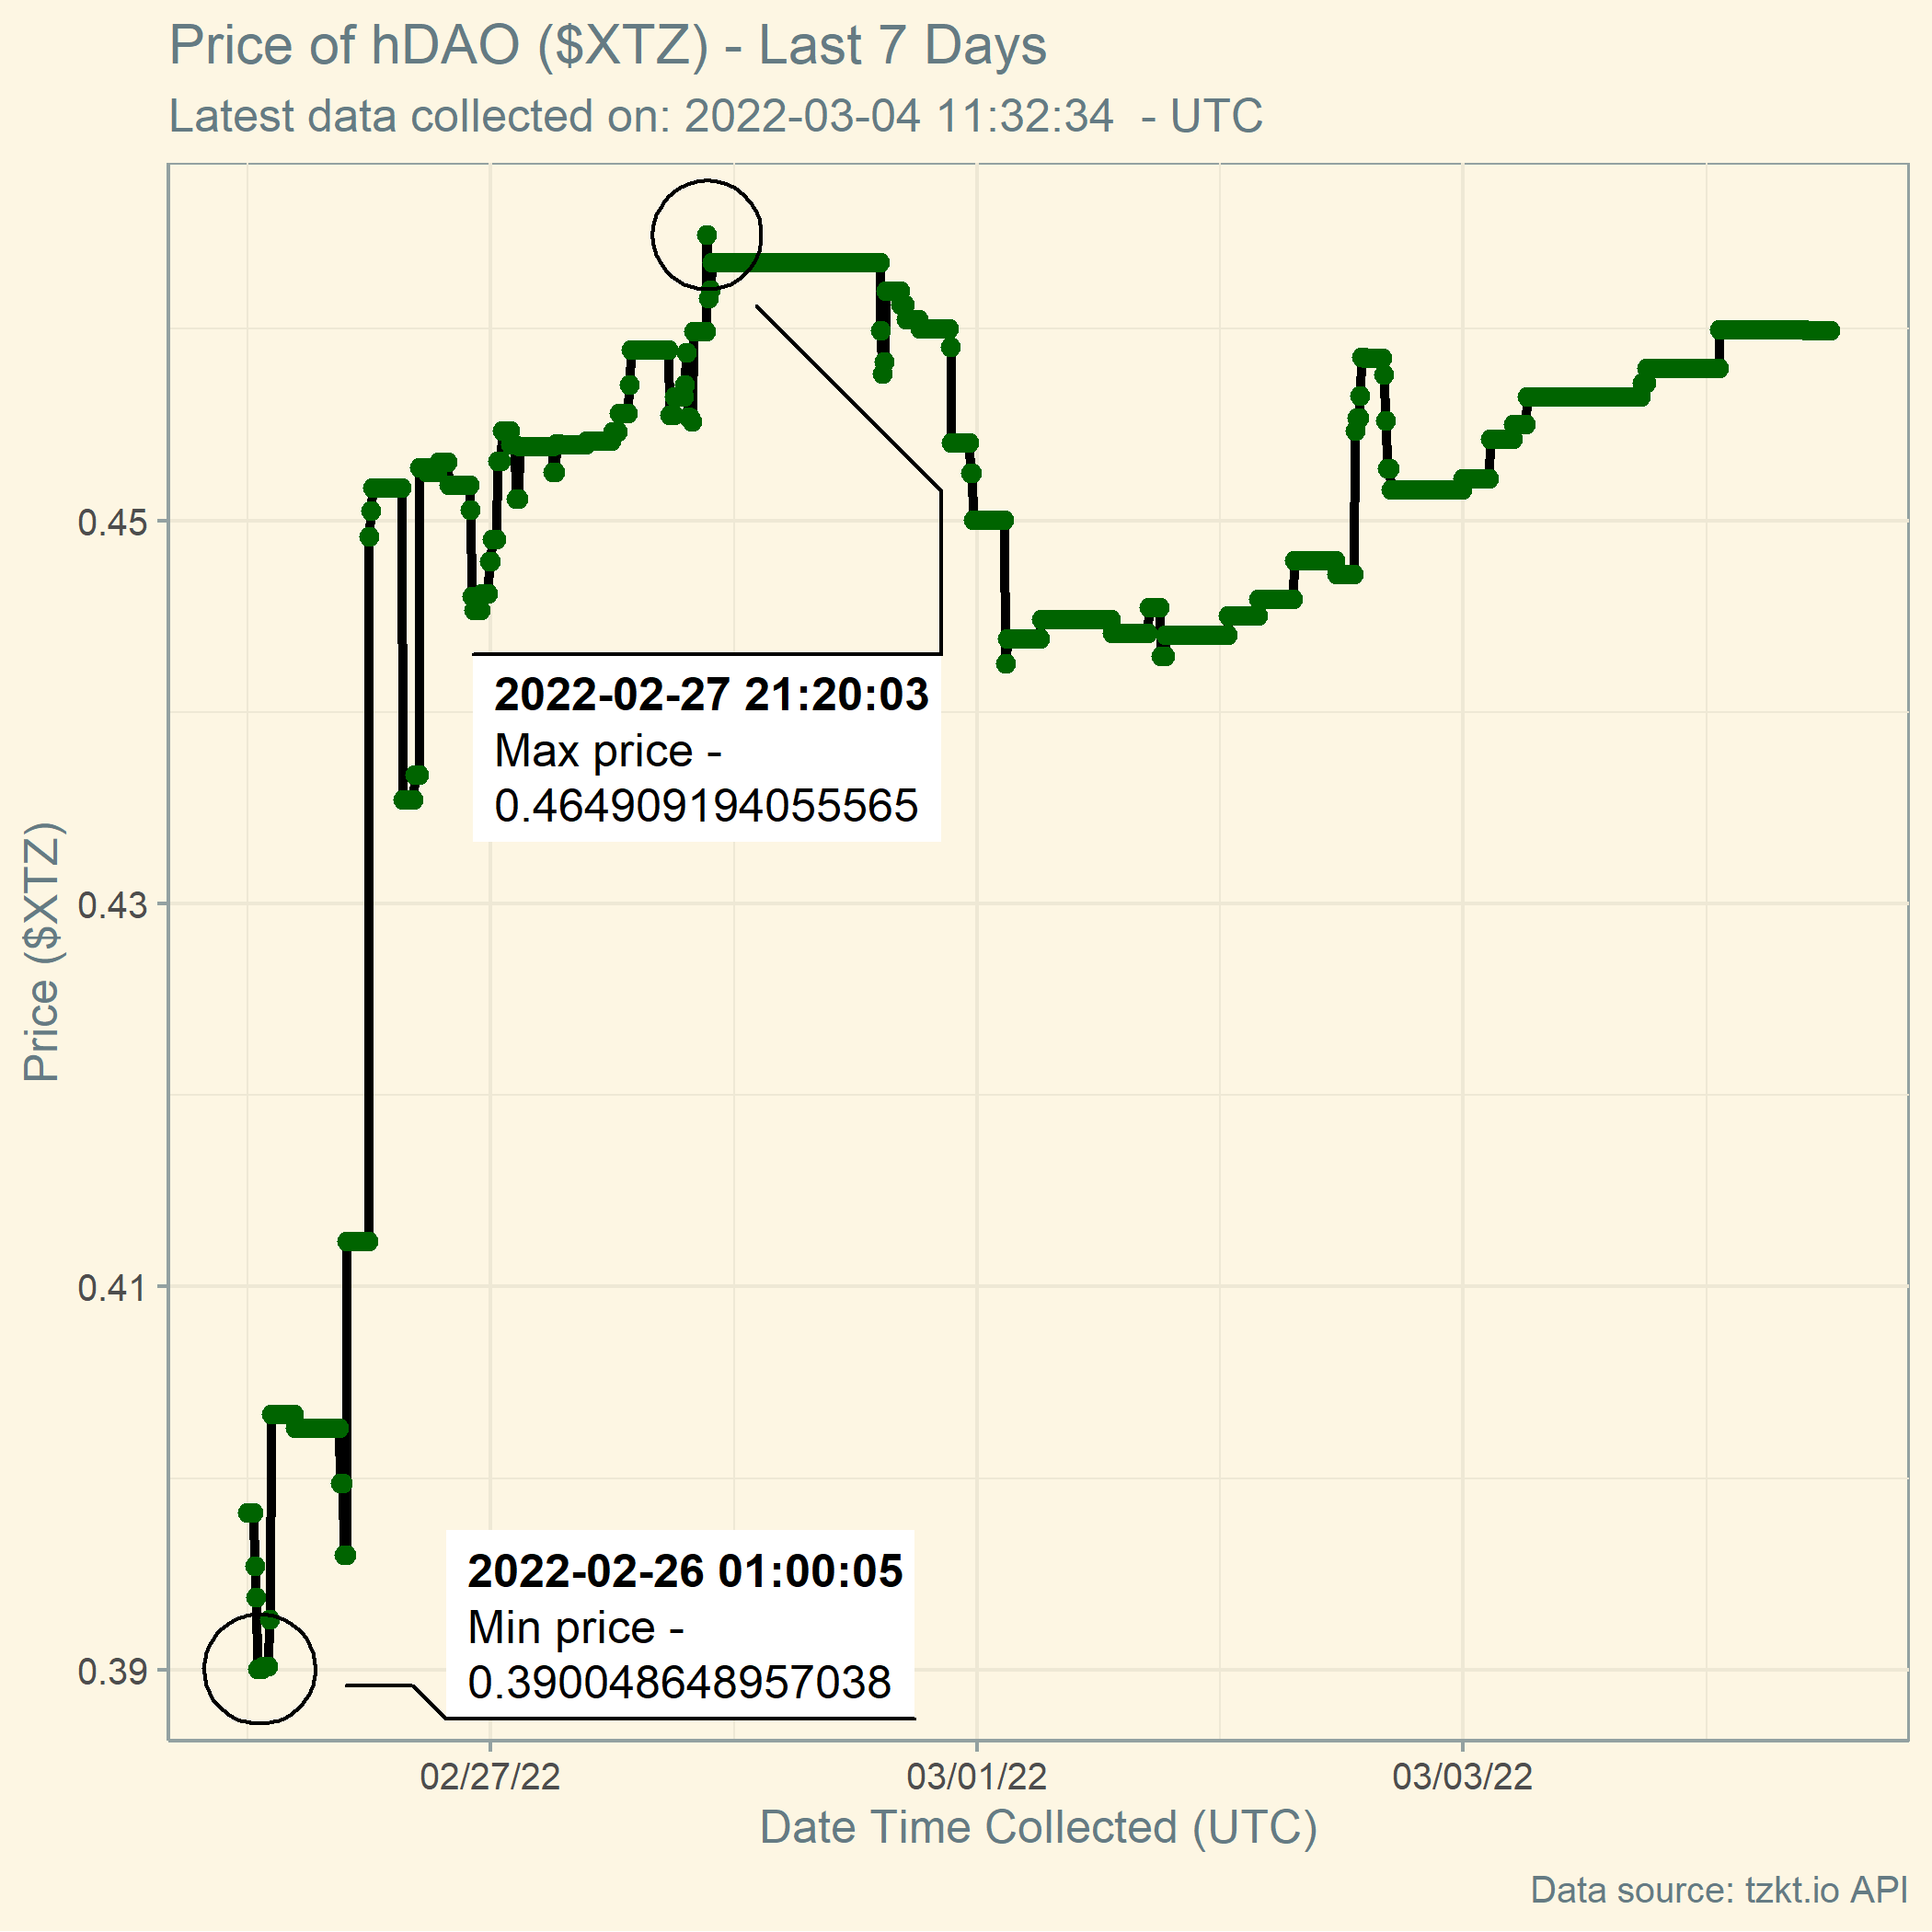 Price of hDAO ($XTZ) - Last 7 Days
Latest data collected on: 2022-03-04 11:32:34  - UTC
Price ($XTZ)
0.45
0.43
0.41
0.39
2022-02-27 21:20:03
Max price -
0.464909194055565
2022-02-26 01:00:05
Min price -
0.390048648957038
02/27/22
03/01/22
03/03/22
Date Time Collected (UTC)
Data source: tzkt.io API